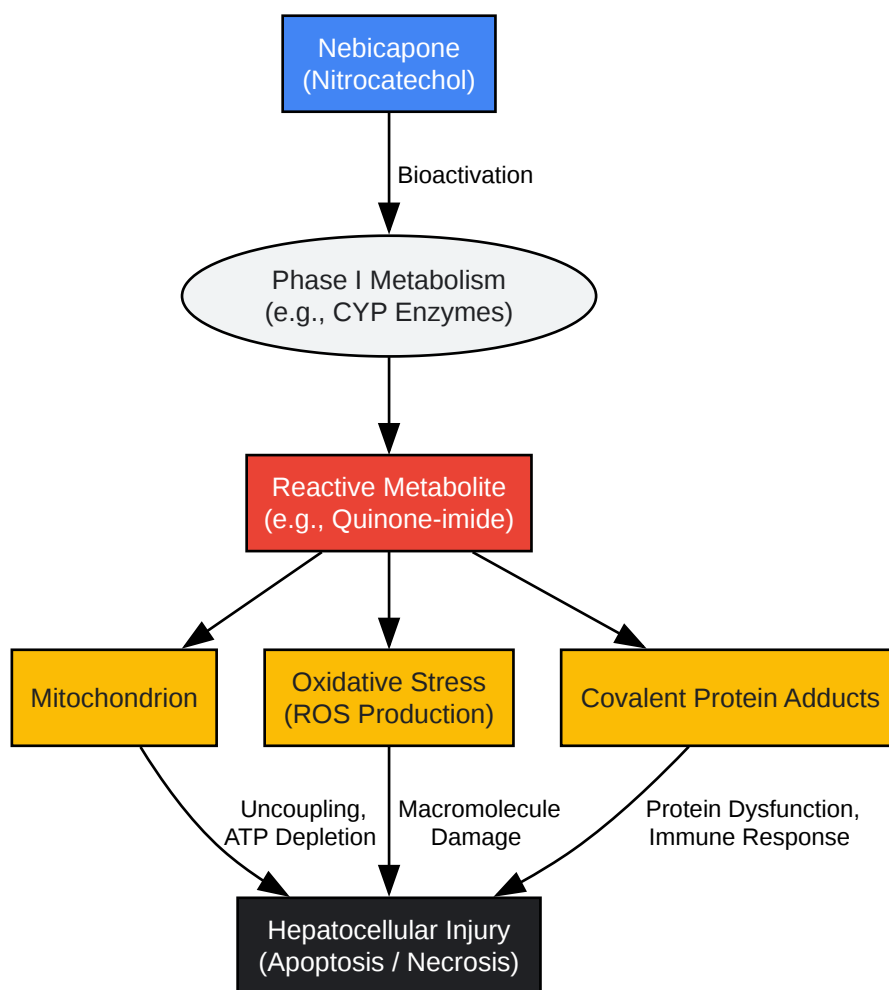 Nebicapone
(Nitrocatechol)
Bioactivation
Phase I Metabolism
(e.g., CYP Enzymes)
Reactive Metabolite
(e.g., Quinone-imide)
Mitochondrion
Oxidative Stress
(ROS Production)
Covalent Protein Adducts
Uncoupling,
ATP Depletion
Macromolecule
Damage
Protein Dysfunction,
Immune Response
Hepatocellular Injury
(Apoptosis / Necrosis)